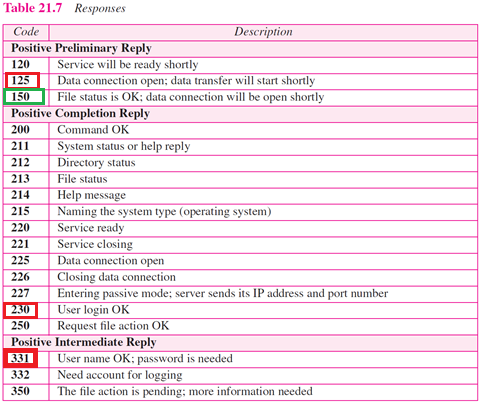 Table 21.7 Responses
Code Description
Positive Preliminary Reply
120 Service will be ready shortly
125 Data connection open; data transfer will start shortly
150 File status is OK; data connection will be open shortly
Positive Completion Reply
200 Command OK
211 System status or help reply
212 Directory status
213 File status
214 Help message
215 Naming the system type (operating system)
220 Service ready
221 Service closing
225 Data connection open
226 Closing data connection
227 Entering passive mode; server sends its IP address and port number
230 User login OK
250 Request file action OK
Positive Intermediate Reply
331 User name OK; password is needed
332 Need account for logging
350 The file action is pending; more information needed